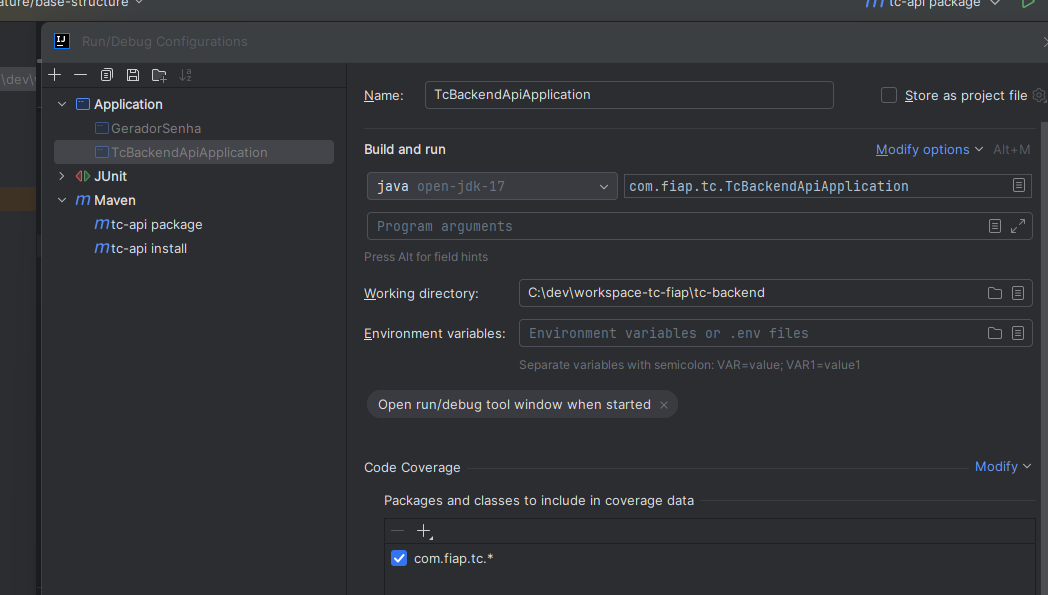 ature/base-structure
tc-api package
Run/Debug Configurations
\dev\
Application
GeradorSenha
TcBackendApiApplication
JUnit
Maven
tc-api package
tc-api install
Name:
TcBackendApiApplication
Store as project file
Build and run
Modify options
Alt+M
java open-jdk-17
com.fiap.tc.TcBackendApiApplication
Program arguments
Press Alt for field hints
Working directory:
C:\dev\workspace-tc-fiap\tc-backend
Environment variables:
Environment variables or .env files
Separate variables with semicolon: VAR=value; VAR1=value1
Open run/debug tool window when started
Code Coverage
Modify
Packages and classes to include in coverage data
com.fiap.tc.*